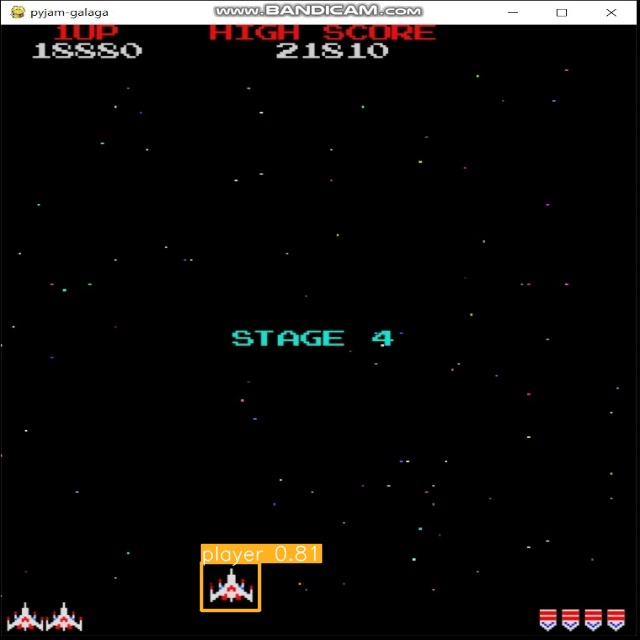 pyjam-galaga
www.BANDICAM.com
1UP HIGH SCORE
18880 21810
STAGE 4
player 0.81